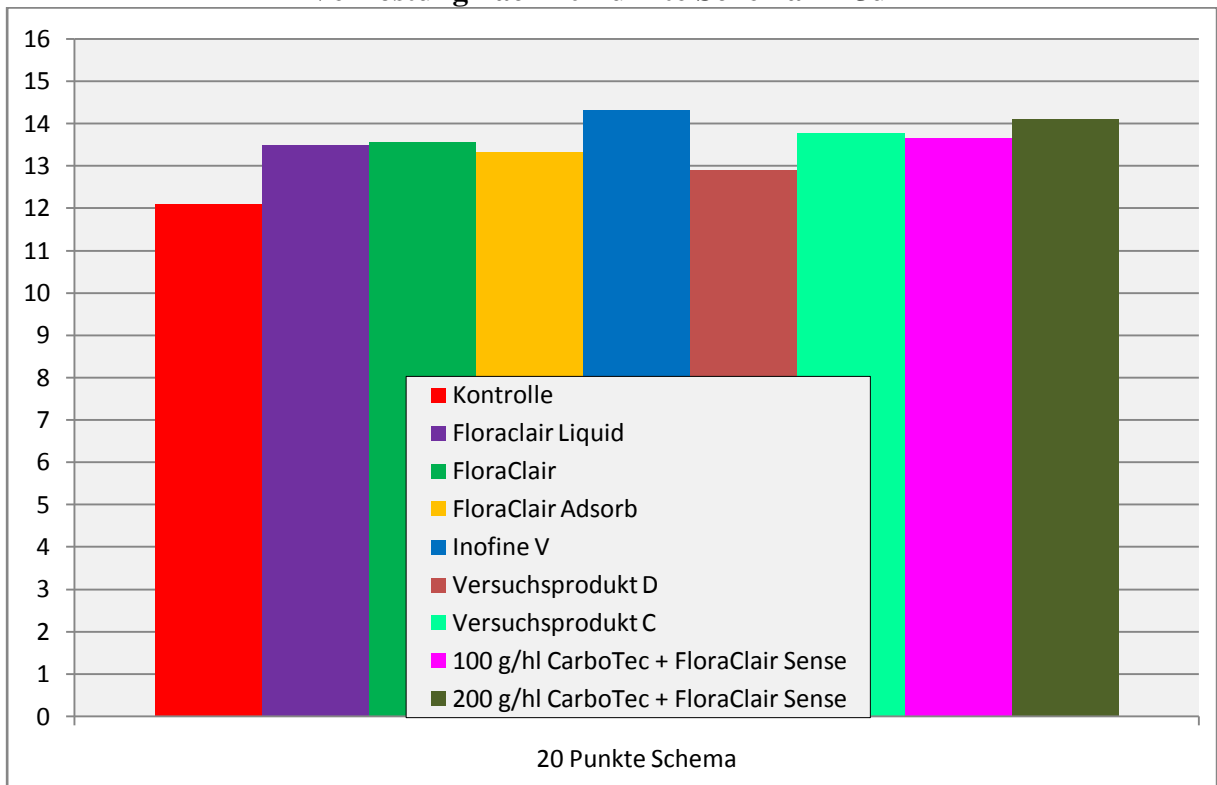 16
15
14
13
12
11
10
9
8
7
6
5
4
3
2
1
0
Kontrolle
Floraclair Liquid
FloraClair
FloraClair Adsorb
Inofine V
Versuchsprodukt D
Versuchsprodukt C
100 g/hl CarboTec + FloraClair Sense
200 g/hl CarboTec + FloraClair Sense
20 Punkte Schema